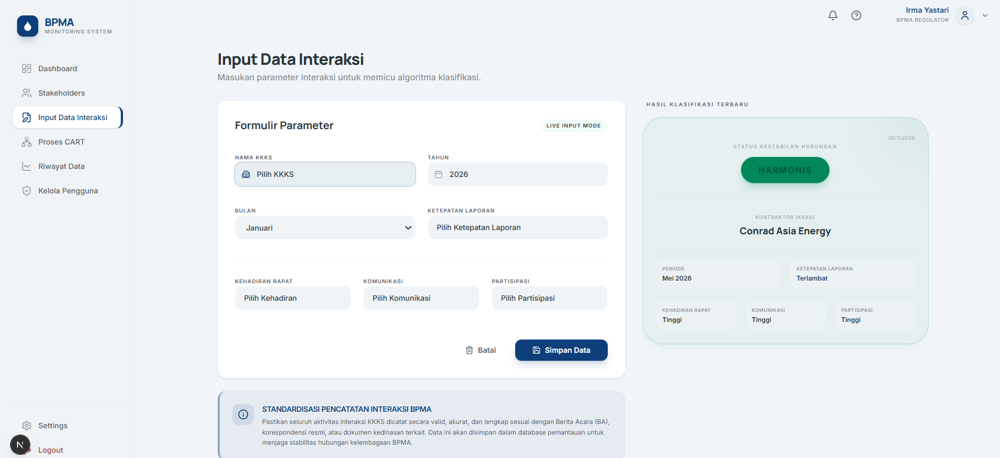 BPMA
MONITORING SYSTEM
Dashboard
Stakeholders
Input Data Interaksi
Proses CART
Riwayat Data
Kelola Pengguna
Settings
N
Logout
Irma Yastari
BPMA REGULATOR
Input Data Interaksi
Masukan parameter interaksi untuk memicu algoritma klasifikasi.
Formulir Parameter
LIVE INPUT MODE
NAMA KKKS
Pilih KKKS
TAHUN
2026
BULAN
Januari
KETEPATAN LAPORAN
Pilih Ketepatan Laporan
KEHADIRAN RAPAT
Pilih Kehadiran
KOMUNIKASI
Pilih Komunikasi
PARTISIPASI
Pilih Partisipasi
Batal
Simpan Data
STANDARDISASI PENCATATAN INTERAKSI BPMA
Pastikan seluruh aktivitas interaksi KKKS dicatat secara valid, akurat, dan lengkap sesuai dengan Berita Acara (BA),
korespondensi resmi, atau dokumen kedinasan terkait. Data ini akan disimpan dalam database pemantauan untuk
menjaga stabilitas hubungan kelembagaan BPMA.
HASIL KLASIFIKASI TERBARU
20/7/2026
STATUS KESTABILAN HUBUNGAN
HARMONIS
KONTRAKTOR (KKKS)
Conrad Asia Energy
PERIODE
Mei 2026
KETEPATAN LAPORAN
Terlambat
KEHADIRAN RAPAT
Tinggi
KOMUNIKASI
Tinggi
PARTISIPASI
Tinggi